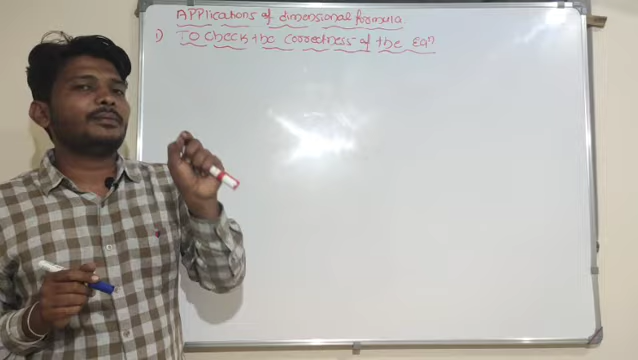 Applications of dimensional formula
1) To check the correctness of the Eqn